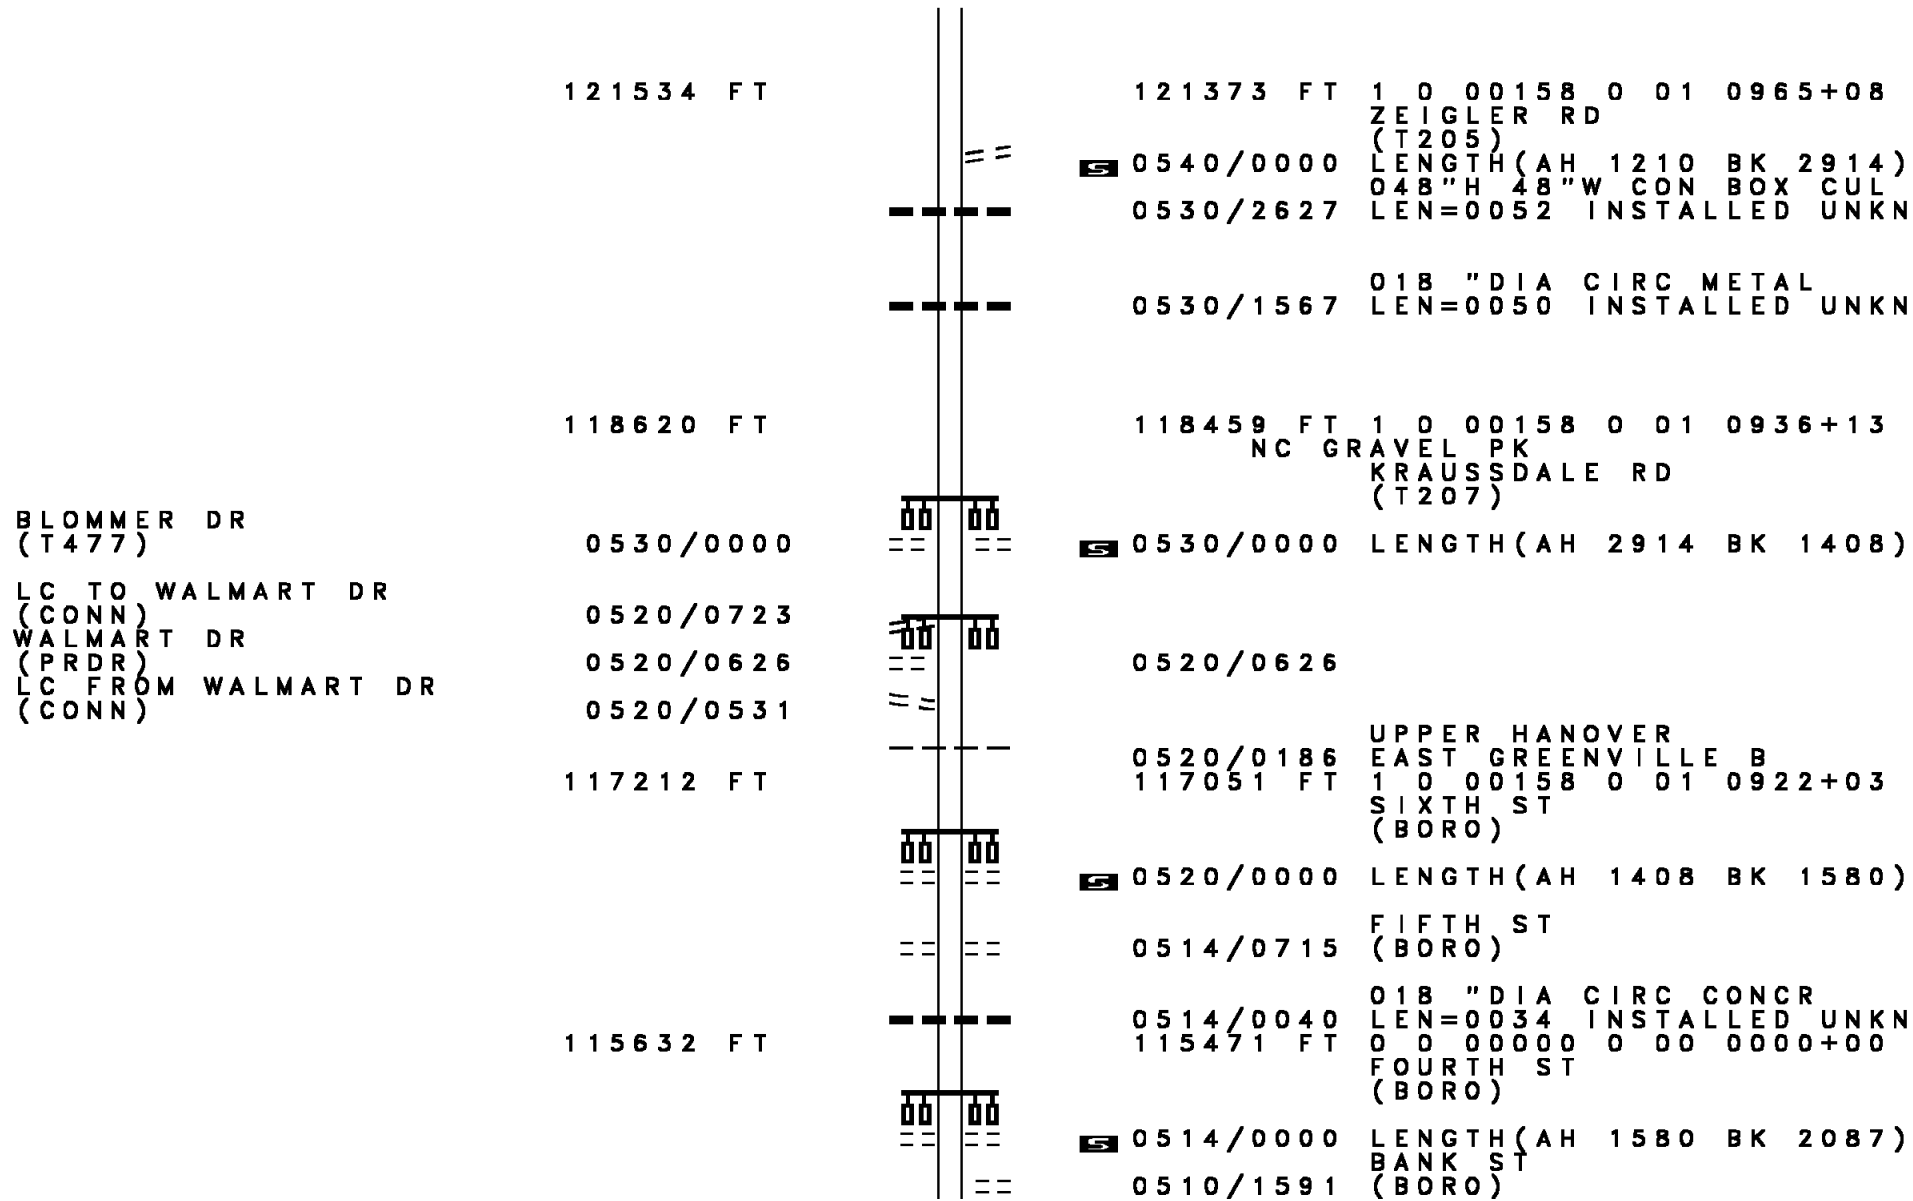 121534 FT 121373 FT 1 0 00158 0 01 0965+08
ZEIGLER RD
(T205)
S 0540/0000 LENGTH(AH 1210 BK 2914)
048"H 48"W CON BOX CUL
0530/2627 LEN=0052 INSTALLED UNKN
018 "DIA CIRC METAL
0530/1567 LEN=0050 INSTALLED UNKN
118620 FT 118459 FT 1 0 00158 0 01 0936+13
NC GRAVEL PK
KRAUSSDALE RD
(T207)
BLOMMER DR
(T477) 0530/0000 S 0530/0000 LENGTH(AH 2914 BK 1408)
LC TO WALMART DR
(CONN) 0520/0723
WALMART DR
(PRDR) 0520/0626 0520/0626
LC FROM WALMART DR
(CONN) 0520/0531
UPPER HANOVER
0520/0186 EAST GREENVILLE B
117212 FT 117051 FT 1 0 00158 0 01 0922+03
SIXTH ST
(BORO)
S 0520/0000 LENGTH(AH 1408 BK 1580)
FIFTH ST
0514/0715 (BORO)
018 "DIA CIRC CONCR
0514/0040 LEN=0034 INSTALLED UNKN
115632 FT 115471 FT 0 0 00000 0 00 0000+00
FOURTH ST
(BORO)
S 0514/0000 LENGTH(AH 1580 BK 2087)
BANK ST
0510/1591 (BORO)